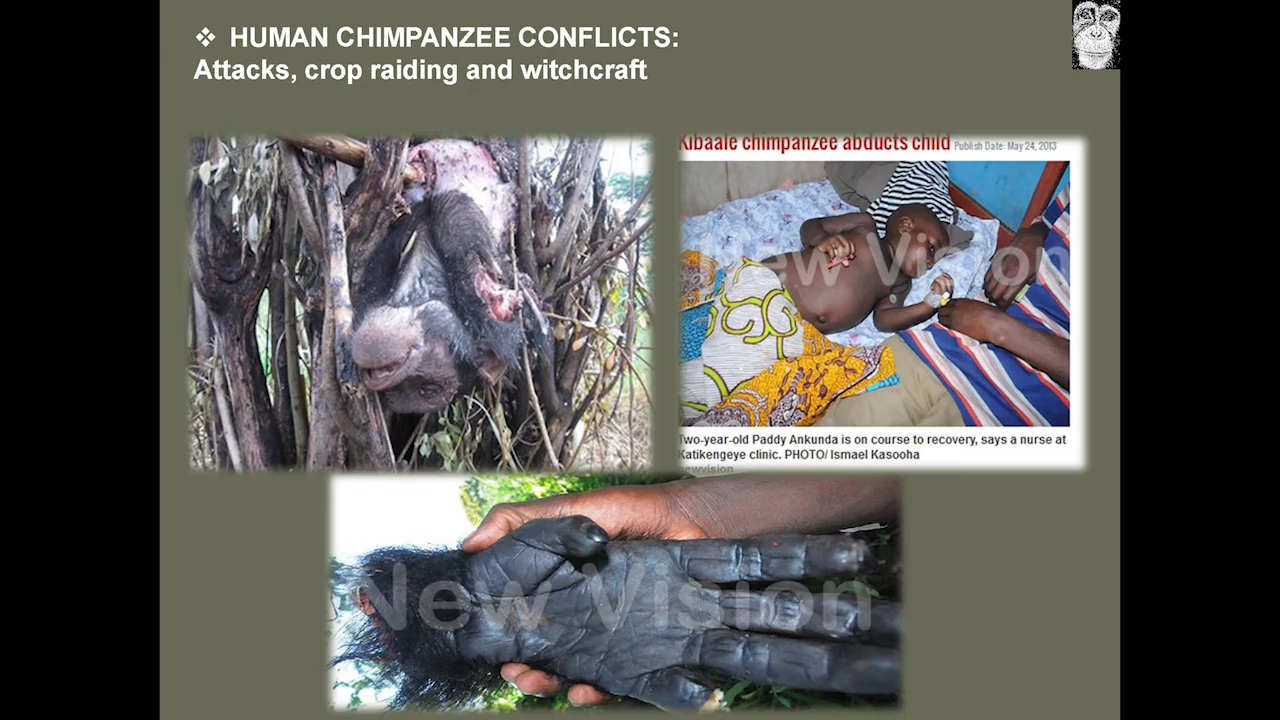 ❖ HUMAN CHIMPANZEE CONFLICTS:
Attacks, crop raiding and witchcraft
Kibaale chimpanzee abducts child Publish Date: May 24, 2013
New Vision
Two-year-old Paddy Ankunda is on course to recovery, says a nurse at
Katikengeye clinic. PHOTO/ Ismael Kasooha
newvision
New Vision